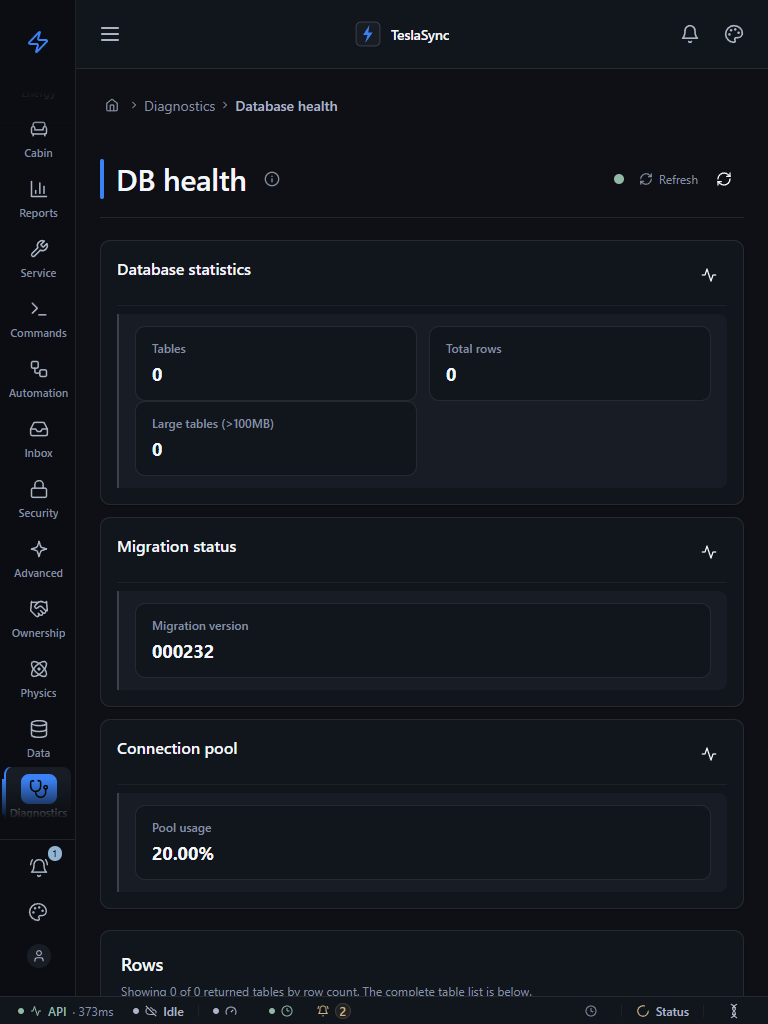 TeslaSync
Energy
Cabin
Reports
Service
Commands
Automation
Inbox
Security
Advanced
Ownership
Physics
Data
Diagnostics
1
Diagnostics
Database health
DB health
Refresh
Database statistics
Tables
0
Total rows
0
Large tables (>100MB)
0
Migration status
Migration version
000232
Connection pool
Pool usage
20.00%
Rows
Showing 0 of 0 returned tables by row count. The complete table list is below.
API · 373ms
Idle
2
Status